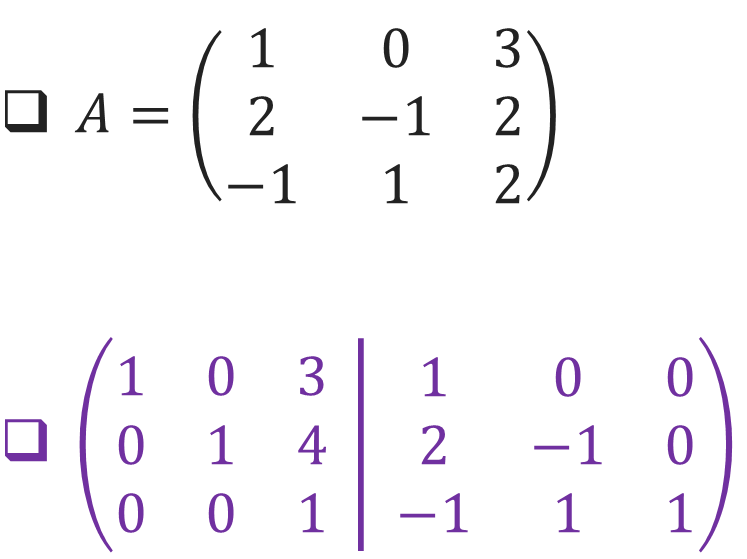 ❑ A = ( 1 0 3
2 −1 2
−1 1 2 )
❑ ( 1 0 3 | 1 0 0
0 1 4 | 2 −1 0
0 0 1 | −1 1 1 )